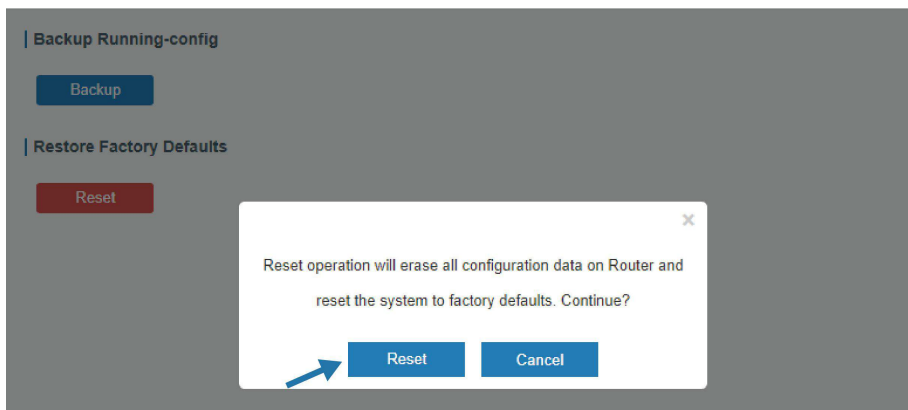 Backup Running-config
Backup
Restore Factory Defaults
Reset
×
Reset operation will erase all configuration data on Router and
reset the system to factory defaults. Continue?
Reset Cancel